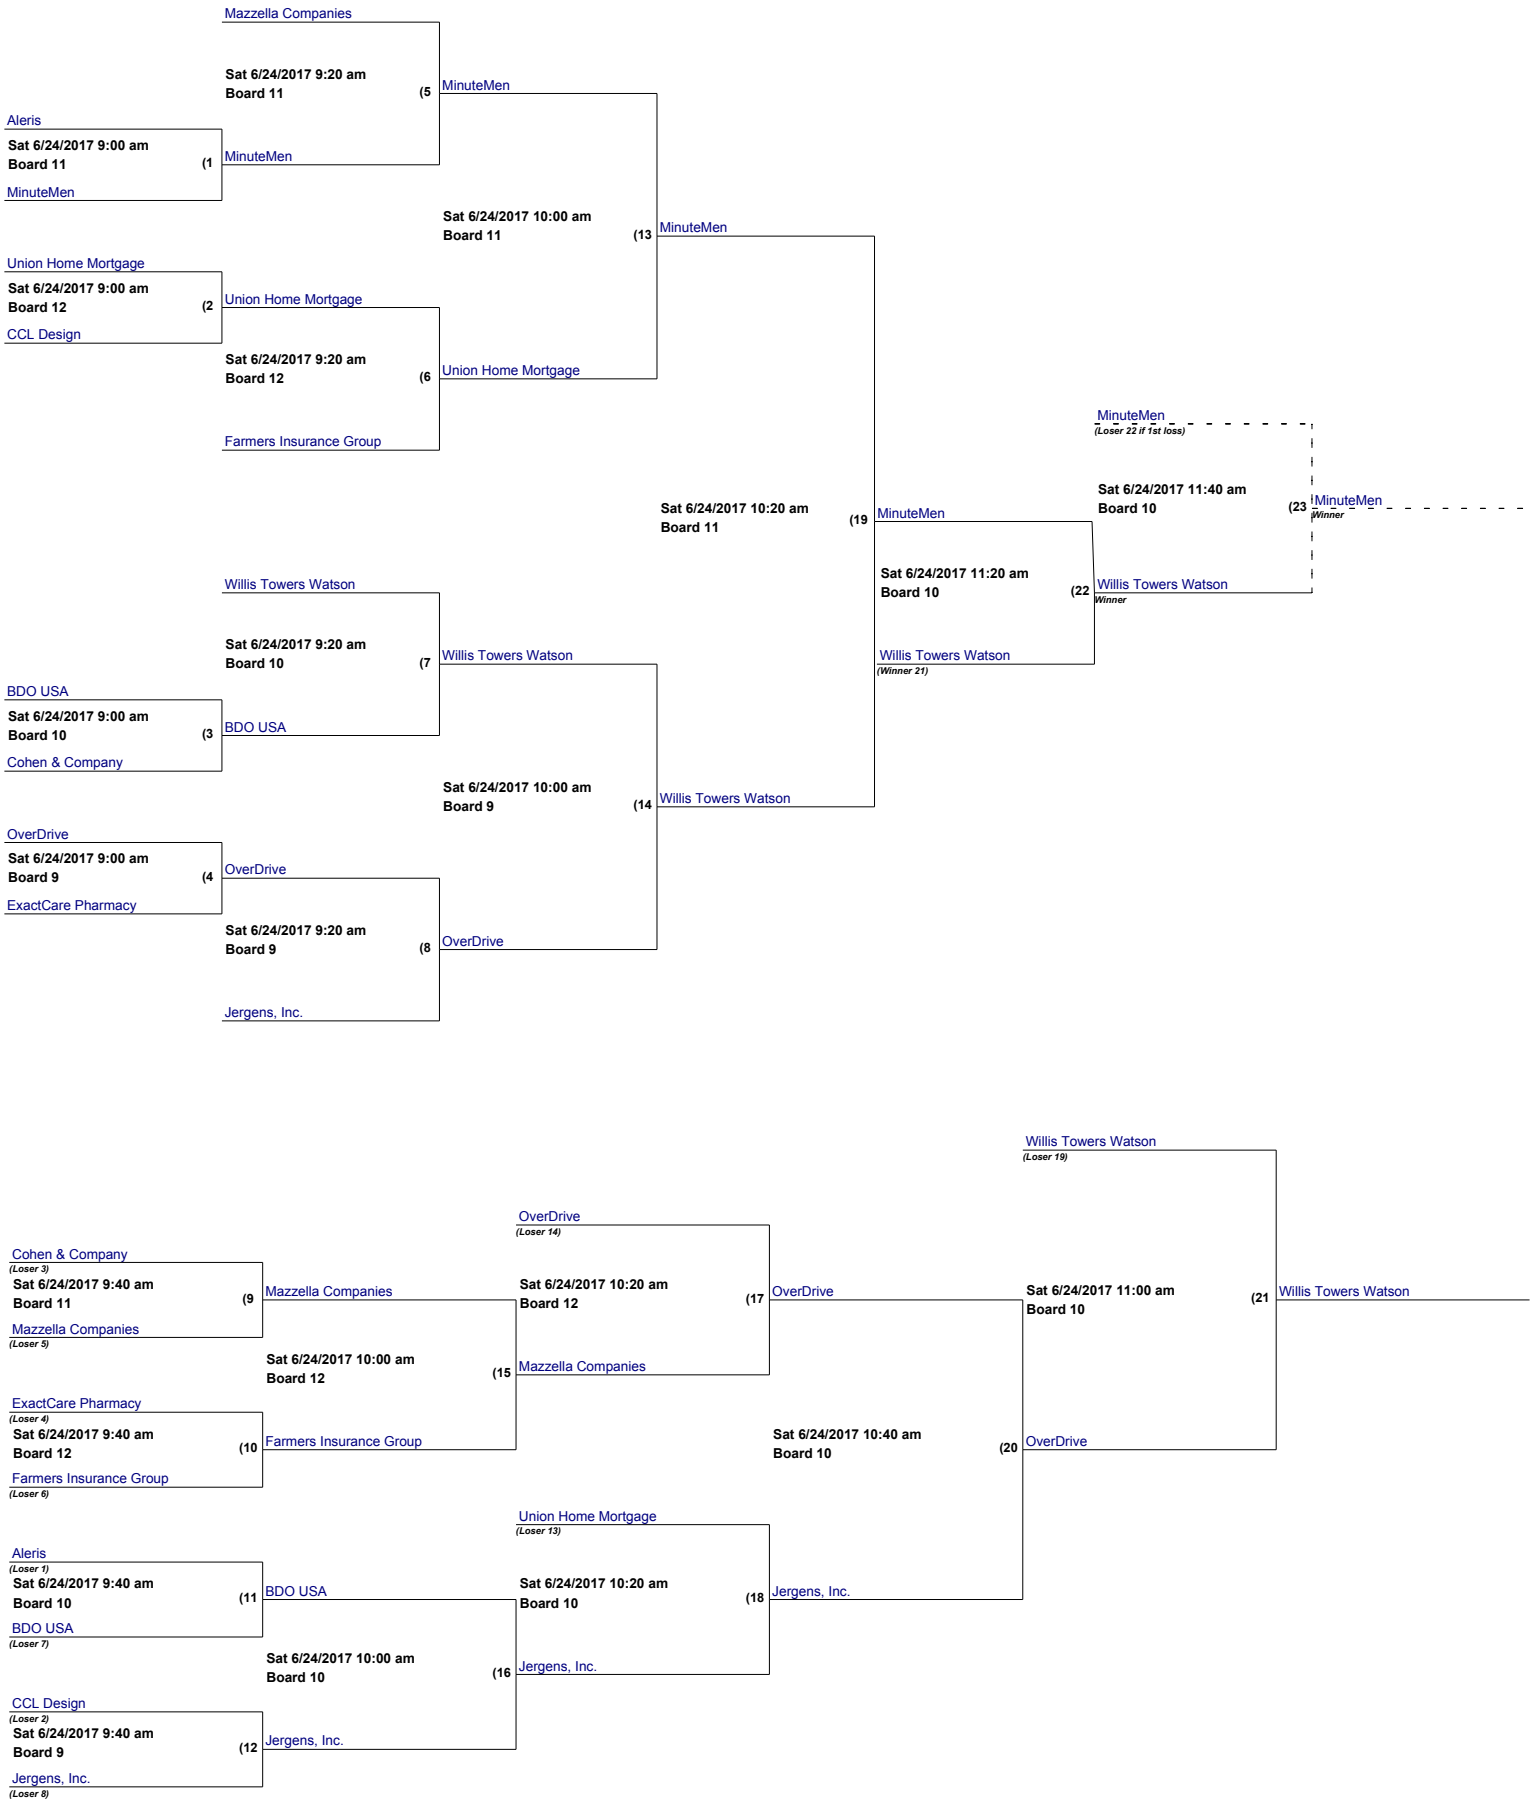 Mazzella Companies
Sat 6/24/2017 9:20 am
Board 11
(5
MinuteMen
Aleris
Sat 6/24/2017 9:00 am
Board 11
(1
MinuteMen
MinuteMen
Sat 6/24/2017 10:00 am
Board 11
(13
MinuteMen
Union Home Mortgage
Sat 6/24/2017 9:00 am
Board 12
(2
Union Home Mortgage
CCL Design
Sat 6/24/2017 9:20 am
Board 12
(6
Union Home Mortgage
Farmers Insurance Group
MinuteMen
(Loser 22 if 1st loss)
Sat 6/24/2017 11:40 am
Board 10
(23
MinuteMen
Winner
Sat 6/24/2017 10:20 am
Board 11
(19
MinuteMen
Sat 6/24/2017 11:20 am
Board 10
(22
Willis Towers Watson
Winner
Willis Towers Watson
Sat 6/24/2017 9:20 am
Board 10
(7
Willis Towers Watson
Willis Towers Watson
(Winner 21)
BDO USA
Sat 6/24/2017 9:00 am
Board 10
(3
BDO USA
Cohen & Company
Sat 6/24/2017 10:00 am
Board 9
(14
Willis Towers Watson
OverDrive
Sat 6/24/2017 9:00 am
Board 9
(4
OverDrive
ExactCare Pharmacy
Sat 6/24/2017 9:20 am
Board 9
(8
OverDrive
Jergens, Inc.
Willis Towers Watson
(Loser 19)
OverDrive
(Loser 14)
Cohen & Company
(Loser 3)
Sat 6/24/2017 9:40 am
Board 11
(9
Mazzella Companies
Mazzella Companies
(Loser 5)
Sat 6/24/2017 10:20 am
Board 12
(17
OverDrive
Sat 6/24/2017 11:00 am
Board 10
(21
Willis Towers Watson
Sat 6/24/2017 10:00 am
Board 12
(15
Mazzella Companies
ExactCare Pharmacy
(Loser 4)
Sat 6/24/2017 9:40 am
Board 12
(10
Farmers Insurance Group
Farmers Insurance Group
(Loser 6)
Sat 6/24/2017 10:40 am
Board 10
(20
OverDrive
Union Home Mortgage
(Loser 13)
Aleris
(Loser 1)
Sat 6/24/2017 9:40 am
Board 10
(11
BDO USA
BDO USA
(Loser 7)
Sat 6/24/2017 10:20 am
Board 10
(18
Jergens, Inc.
Sat 6/24/2017 10:00 am
Board 10
(16
Jergens, Inc.
CCL Design
(Loser 2)
Sat 6/24/2017 9:40 am
Board 9
(12
Jergens, Inc.
Jergens, Inc.
(Loser 8)